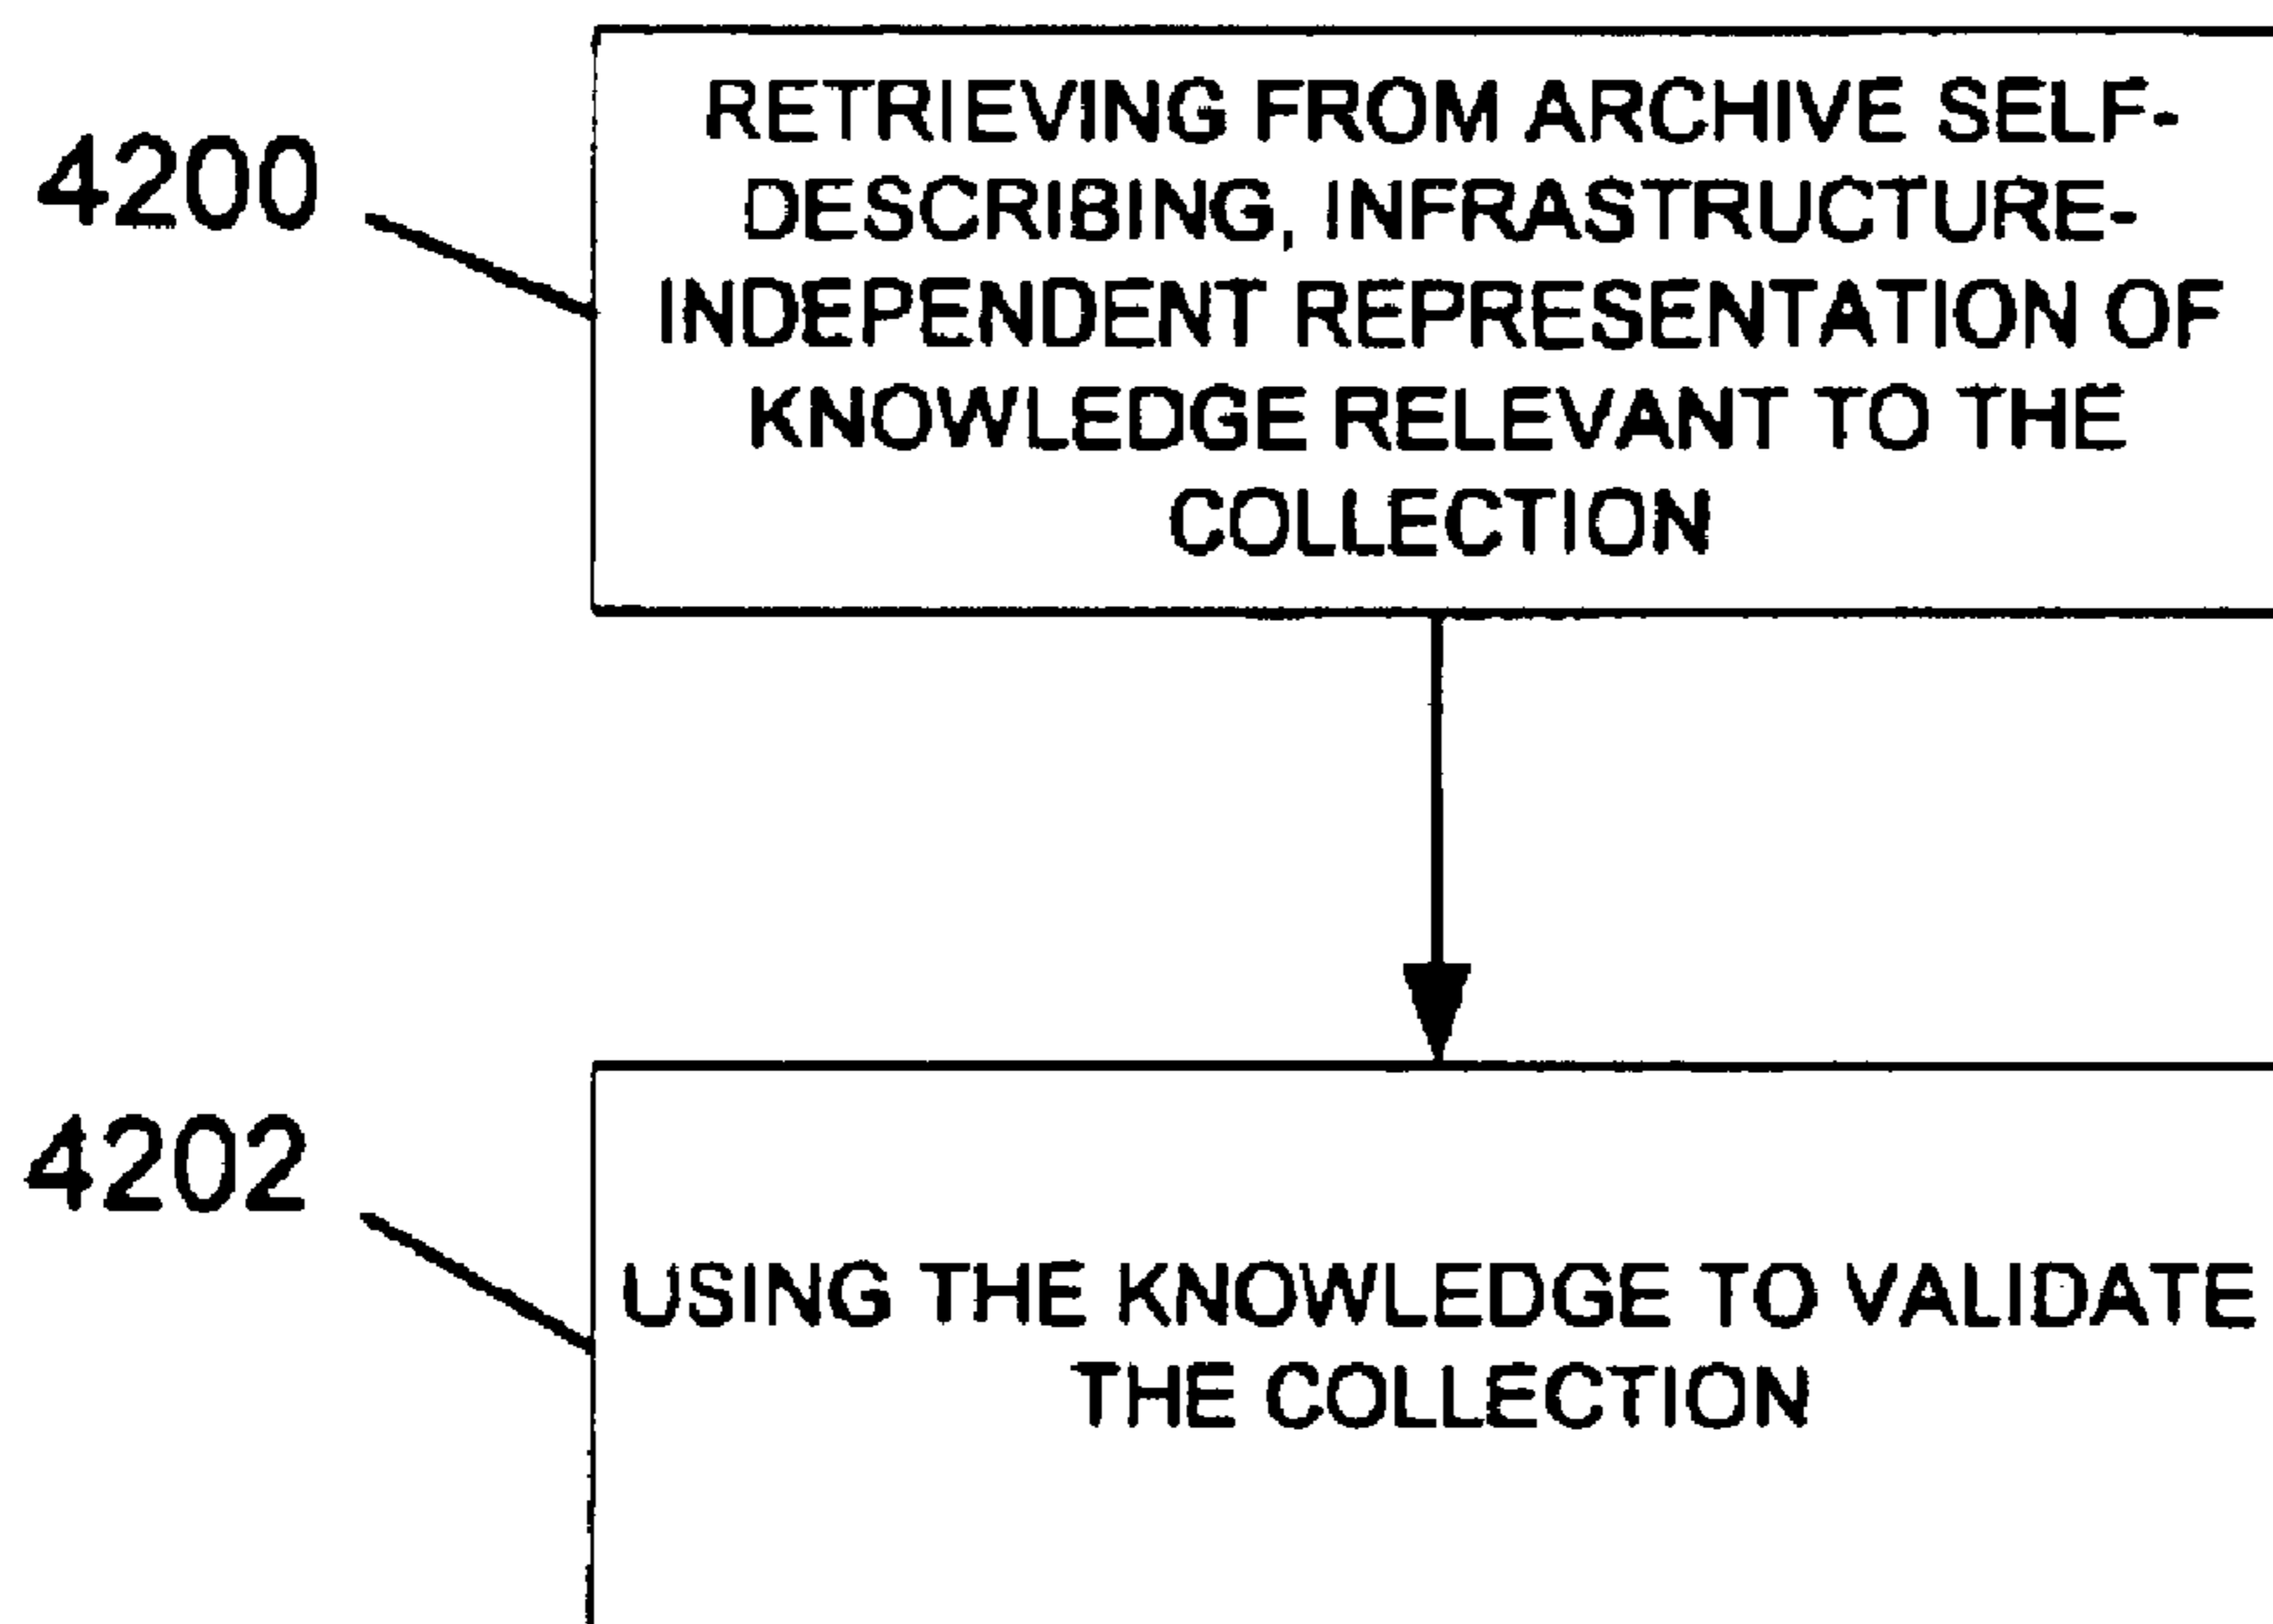 RETRIEVING FROM ARCHIVE SELF-
4200
DESCRIBING, INFRASTRUCTURE-
INDEPENDENT REPRESENTATION OF
KNOWLEDGE RELEVANT TO THE
COLLECTION
4202
USING THE KNOWLEDGE TO VALIDATE
THE COLLECTION